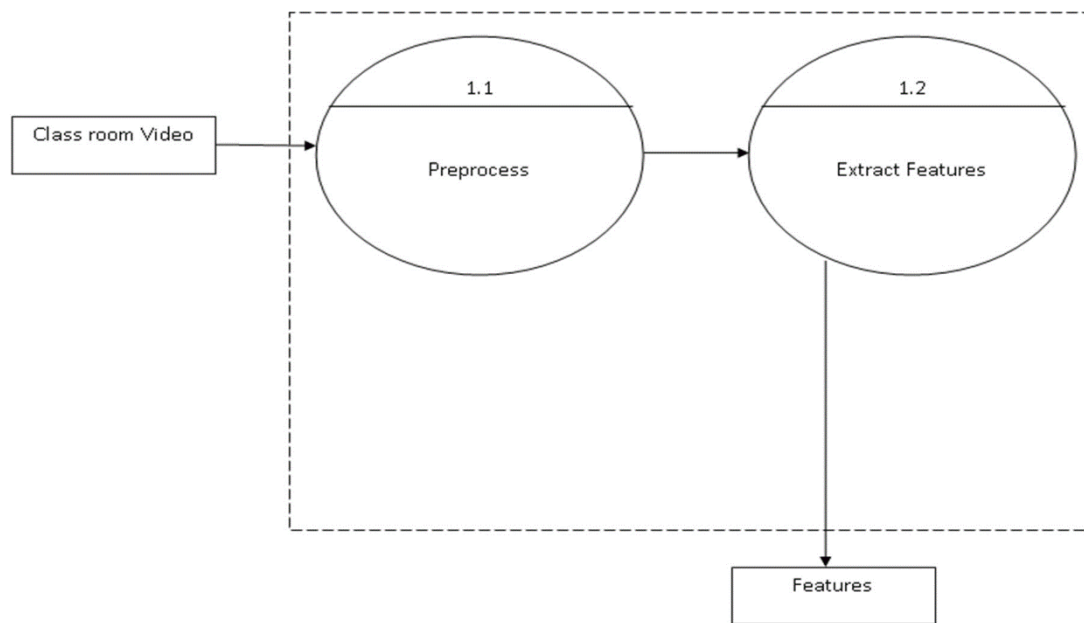 1.1
1.2
Class room Video
Preprocess
Extract Features
Features